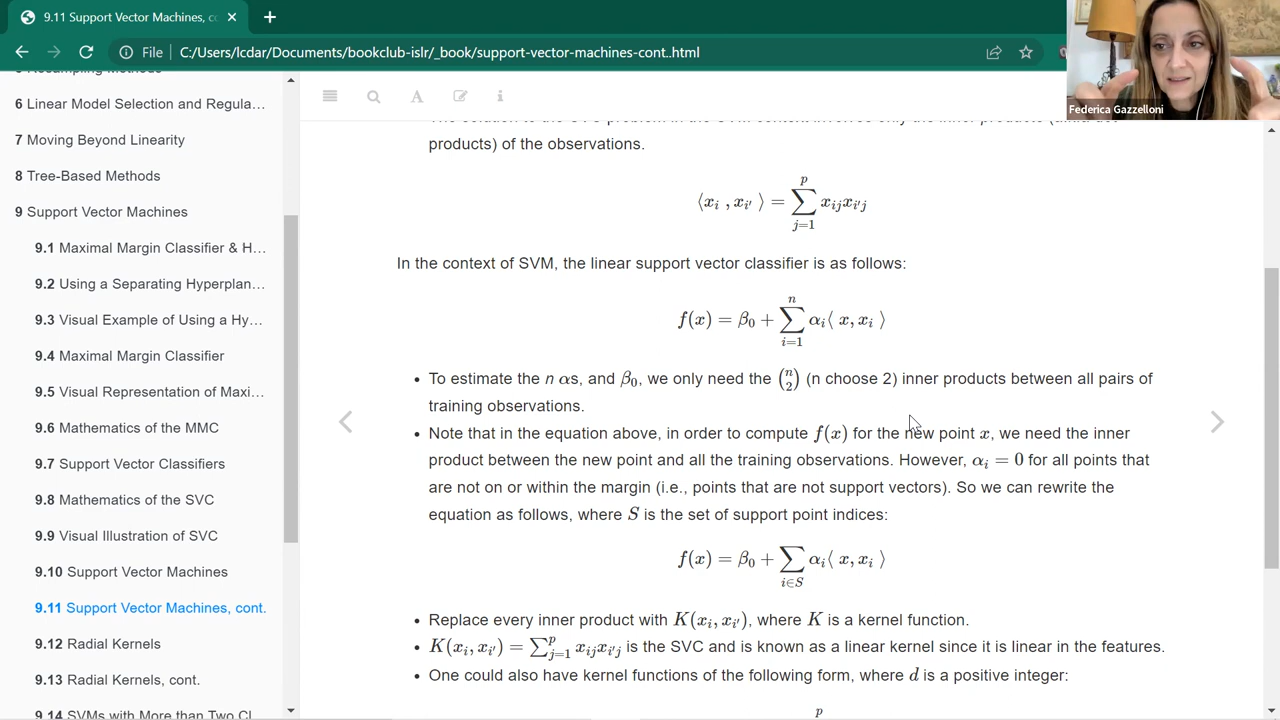 9.11 Support Vector Machines, co
File
C:/Users/lcdar/Documents/bookclub-islr/_book/support-vector-machines-cont..html
Federica Gazzelloni
6 Linear Model Selection and Regula…
7 Moving Beyond Linearity
8 Tree-Based Methods
9 Support Vector Machines
9.1 Maximal Margin Classifier & H…
9.2 Using a Separating Hyperplan…
9.3 Visual Example of Using a Hy…
9.4 Maximal Margin Classifier
9.5 Visual Representation of Maxi…
9.6 Mathematics of the MMC
9.7 Support Vector Classifiers
9.8 Mathematics of the SVC
9.9 Visual Illustration of SVC
9.10 Support Vector Machines
9.11 Support Vector Machines, cont.
9.12 Radial Kernels
9.13 Radial Kernels, cont.
9.14 SVMs with More than Two Cl
products) of the observations.
⟨x_i , x_i′ ⟩ = ∑_{j=1}^{p} x_ij x_i′j
In the context of SVM, the linear support vector classifier is as follows:
f(x) = β_0 + ∑_{i=1}^{n} α_i⟨ x, x_i ⟩
• To estimate the n αs, and β_0, we only need the (n 2) (n choose 2) inner products between all pairs of
training observations.
• Note that in the equation above, in order to compute f(x) for the new point x, we need the inner
product between the new point and all the training observations. However, α_i = 0 for all points that
are not on or within the margin (i.e., points that are not support vectors). So we can rewrite the
equation as follows, where S is the set of support point indices:
f(x) = β_0 + ∑_{i∈S} α_i⟨ x, x_i ⟩
• Replace every inner product with K(x_i, x_i′), where K is a kernel function.
• K(x_i, x_i′) = ∑_{j=1}^{p} x_ij x_i′j is the SVC and is known as a linear kernel since it is linear in the features.
• One could also have kernel functions of the following form, where d is a positive integer:
p